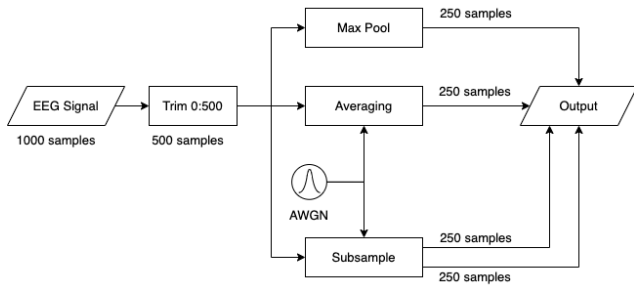 250 samples
Max Pool
250 samples
EEG Signal
Trim 0:500
Averaging
Output
1000 samples
500 samples
AWGN
250 samples
Subsample
250 samples